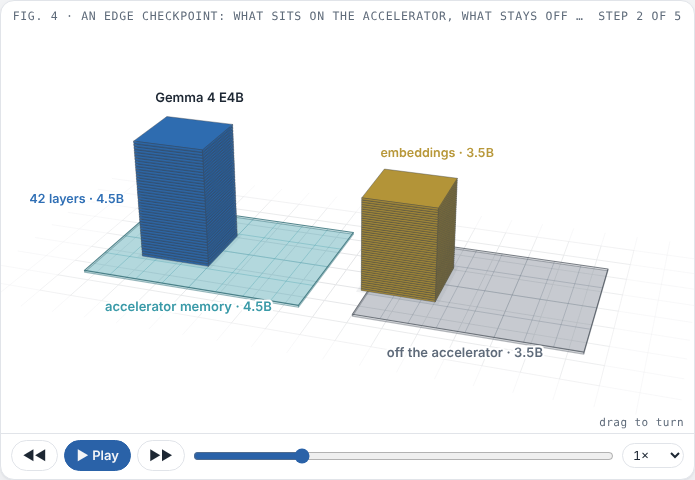 FIG. 4 · AN EDGE CHECKPOINT: WHAT SITS ON THE ACCELERATOR, WHAT STAYS OFF … STEP 2 OF 5
Gemma 4 E4B
embeddings · 3.5B
42 layers · 4.5B
accelerator memory · 4.5B
off the accelerator · 3.5B
drag to turn
Play
1×